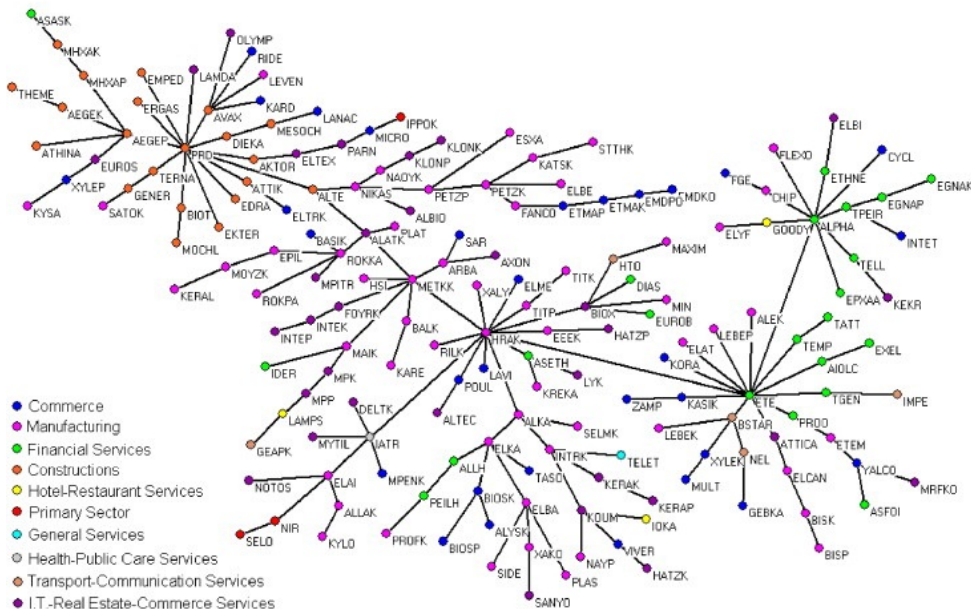 ASASK
OLYMP
RIDE
ELBI
MHXAK
EMPED
LAMDA
LEVEN
FLEXO
CYCL
MHXAP
ETHNE
THEME
ERGAS
AVAX
KARD
LANAC
IPPOK
FGE
CHIP
EGNAK
AEGEK
DIEKA
MESOCH
MICRO
KLONK
ESXA
STTHK
EGNAP
AEGEP
PRD
PARN
KLONP
KATSK
TPEIR
ATHINA
EUROS
TERNA
AKTOR
ELTEX
NAOYK
ELYF
GOODY
ALPHA
INTET
XYLEP
GENER
ATTIK
ALTE
NIKAS
PETZP
PETZK
ELBE
EMDPO
EMDKO
KYSA
SATOK
BIOT
EDRA
ELTRK
ALBIO
FANCO
ETMAP
ETMAK
TELL
MOCHL
EKTER
BASIK
PLAT
ALATK
SAR
MAXIM
EPXAA
KEKR
MOYZK
EPIL
ROKKA
ARBA
AXON
HTO
KERAL
ROKPA
MPITR
HSL
METKK
XALY
ELME
TITK
DIAS
ALEK
FOYRK
TITP
BIOX
MIN
LEBEP
TATT
INTEK
BALK
EUROB
TEMP
INTEP
HRAK
EEEK
HATZP
ELAT
EXEL
MAIK
RILK
ASETH
KORA
AIOLC
IDER
KARE
LAVI
LYK
ETE
MPK
POUL
KREKA
ZAMP
KASIK
TGEN
IMPE
MPP
ALTEC
PROO
LAMPS
DELTK
ALKA
SELMK
LEBEK
BSTAR
ATTICA
ETEM
GEAPK
MYTIL
IATR
ELKA
INTRK
TELET
XYLEK
NEL
YALCO
ALLH
MULT
ELCAN
MRFKO
NOTOS
ELAI
MPENK
BIOSK
TASO
KERAK
GEBKA
ASFOI
PEILH
KERAP
BISK
ALLAK
ELBA
KOUM
IOKA
SELO
NIR
PROFK
ALYSK
VIVER
BISP
KYLO
BIOSP
XAKO
NAYP
SIDE
PLAS
HATZK
SANYO
Commerce
Manufacturing
Financial Services
Constructions
Hotel-Restaurant Services
Primary Sector
General Services
Health-Public Care Services
Transport-Communication Services
I.T.-Real Estate-Commerce Services